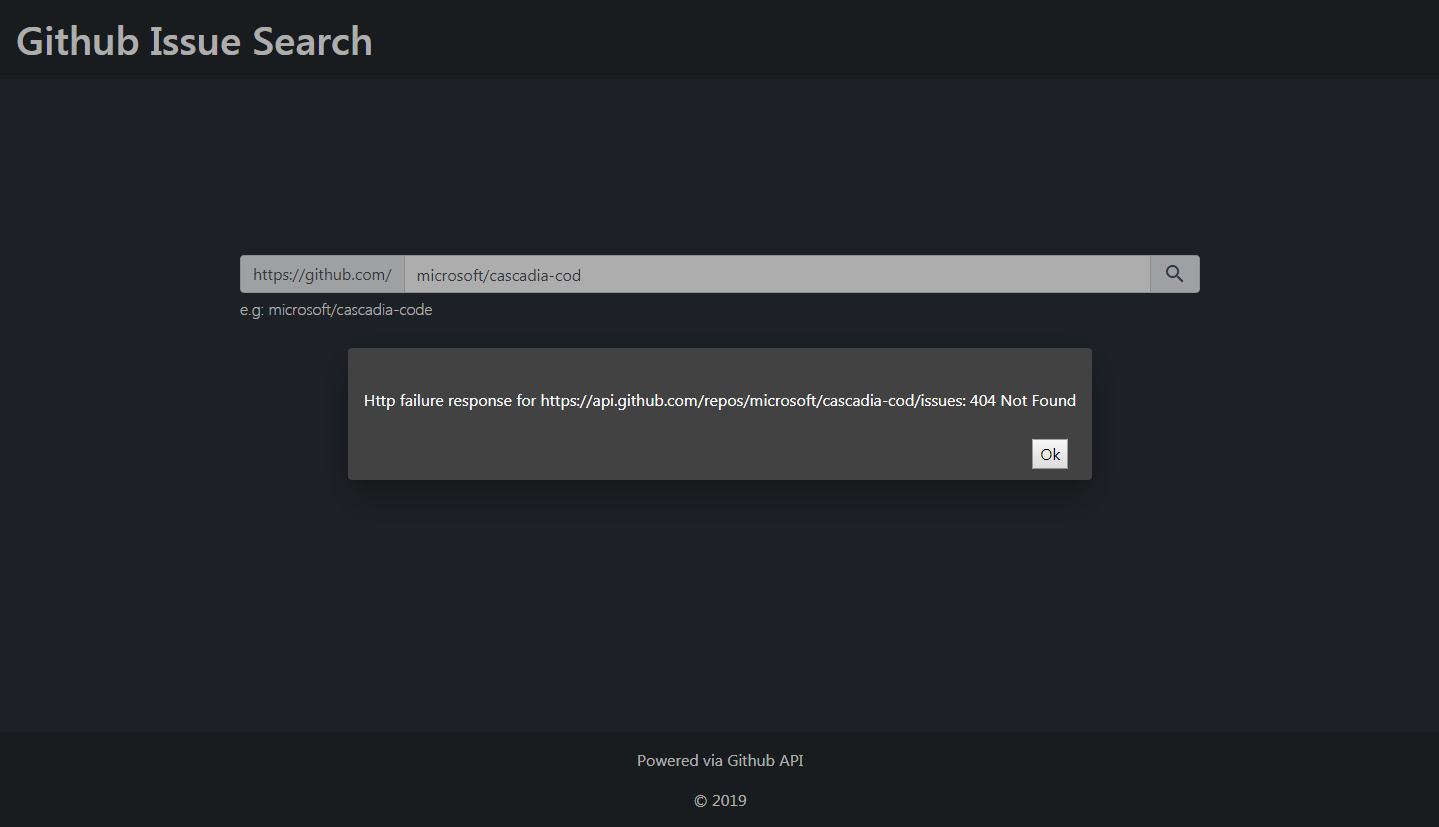 Github Issue Search
https://github.com/ microsoft/cascadia-cod
e.g: microsoft/cascadia-code
Http failure response for https://api.github.com/repos/microsoft/cascadia-cod/issues: 404 Not Found
Ok
Powered via Github API
© 2019